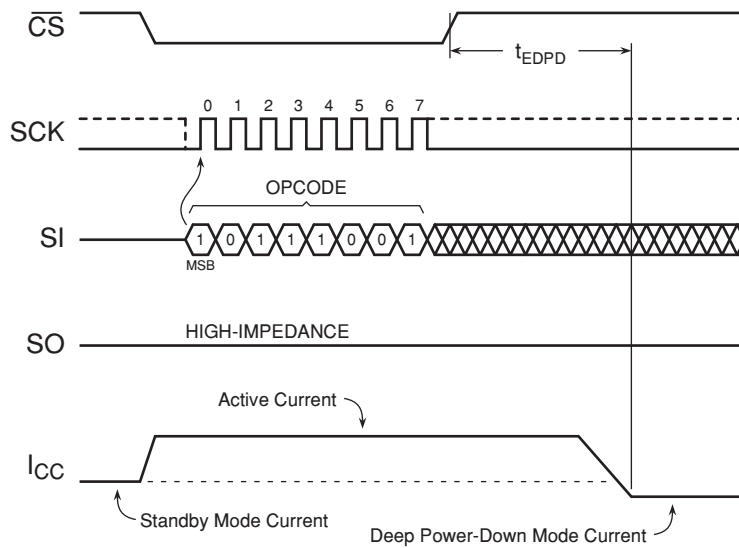 CS
tEDPD
0 1 2 3 4 5 6 7
SCK
OPCODE
SI
1 0 1 1 1 0 0 1
MSB
HIGH-IMPEDANCE
SO
Active Current
ICC
Standby Mode Current
Deep Power-Down Mode Current